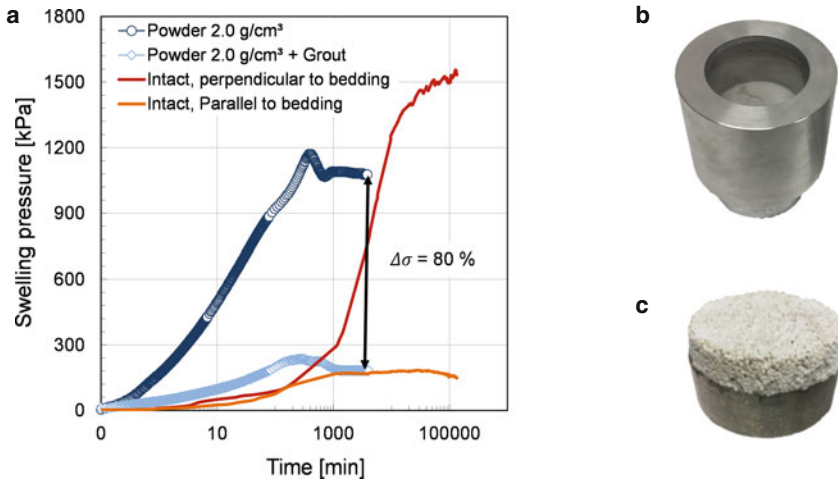 a
Powder 2.0 g/cm³
Powder 2.0 g/cm³ + Grout
Intact, perpendicular to bedding
Intact, Parallel to bedding
1500
1200
900
600
300
0
Swelling pressure [kPa]
Δσ = 80 %
0
10
1000
100000
Time [min]
b
c